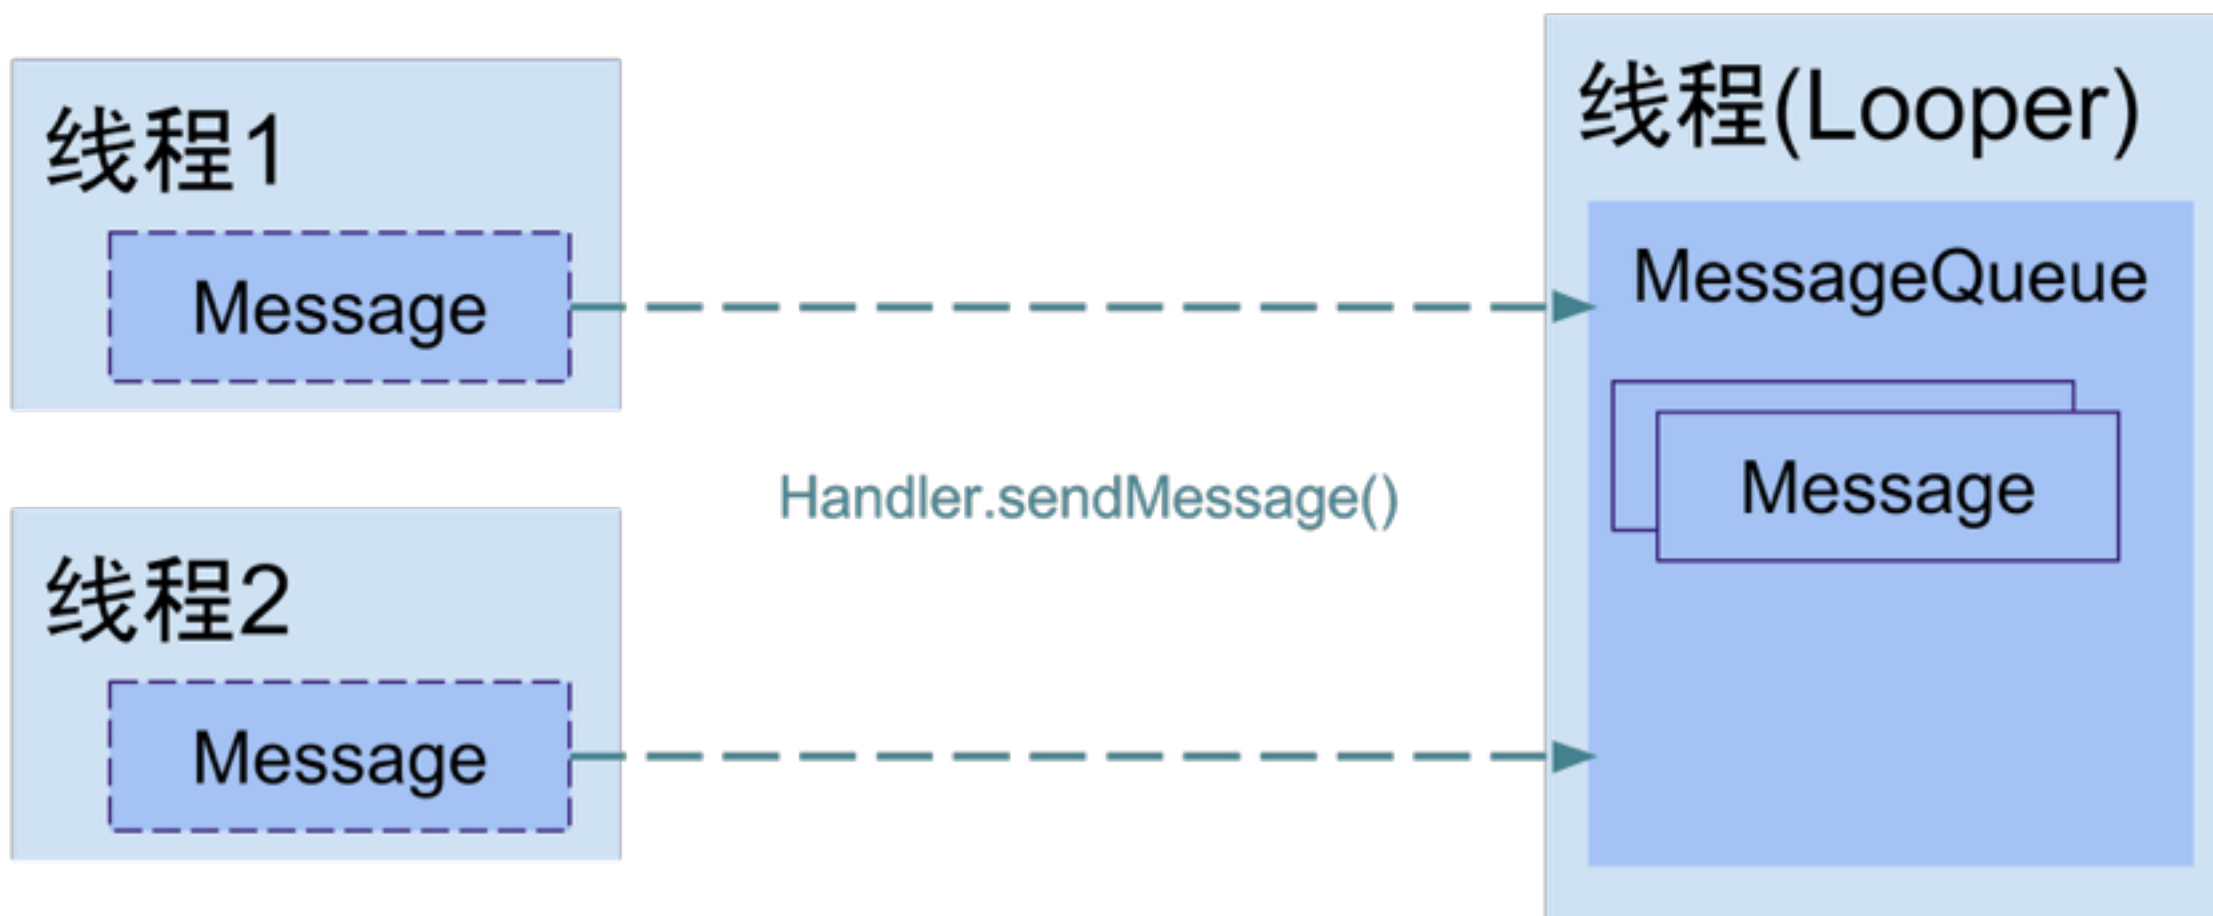 线程1
Message
线程2
Message
Handler.sendMessage()
线程(Looper)
MessageQueue
Message